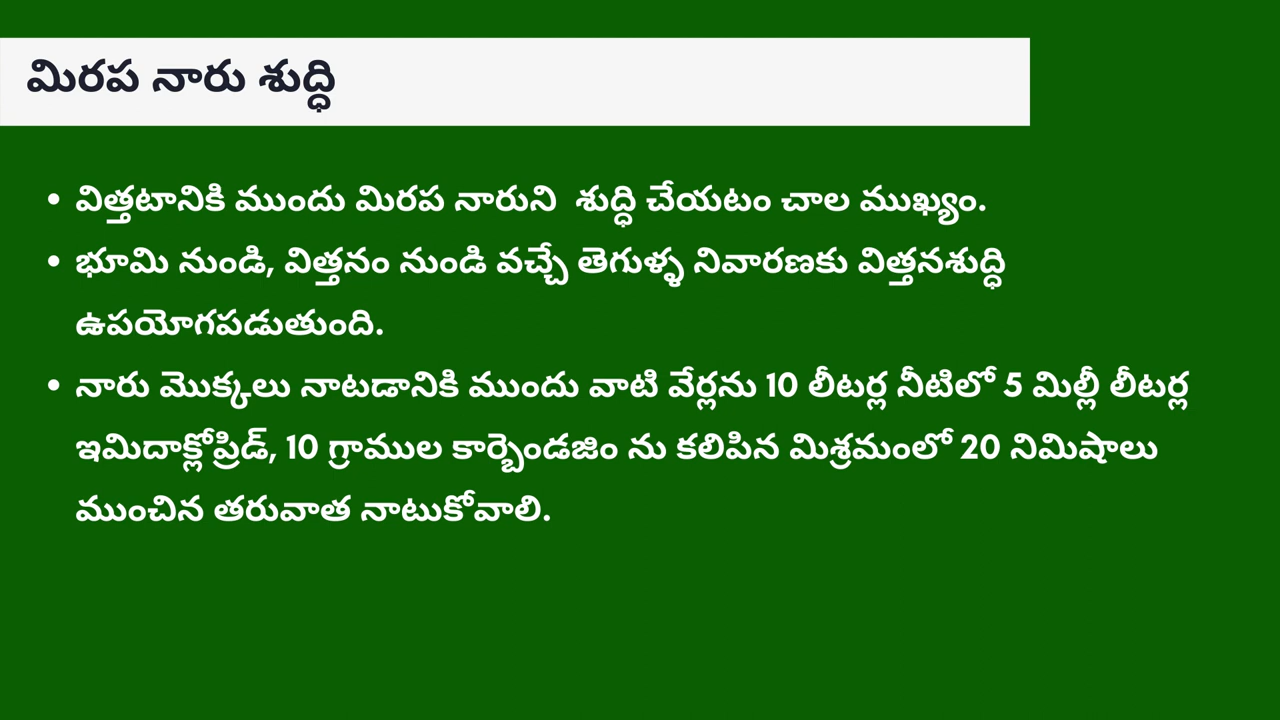 మిరప నారు శుద్ధి
• విత్తటానికి ముందు మిరప నారుని శుద్ధి చేయటం చాల ముఖ్యం.
• భూమి నుండి, విత్తనం నుండి వచ్చే తెగుళ్ళ నివారణకు విత్తనశుద్ధి
ఉపయోగపడుతుంది.
• నారు మొక్కలు నాటడానికి ముందు వాటి వేర్లను 10 లీటర్ల నీటిలో 5 మిల్లీ లీటర్ల
ఇమిదాక్లోప్రిడ్, 10 గ్రాముల కార్బెండజిం ను కలిపిన మిశ్రమంలో 20 నిమిషాలు
ముంచిన తరువాత నాటుకోవాలి.